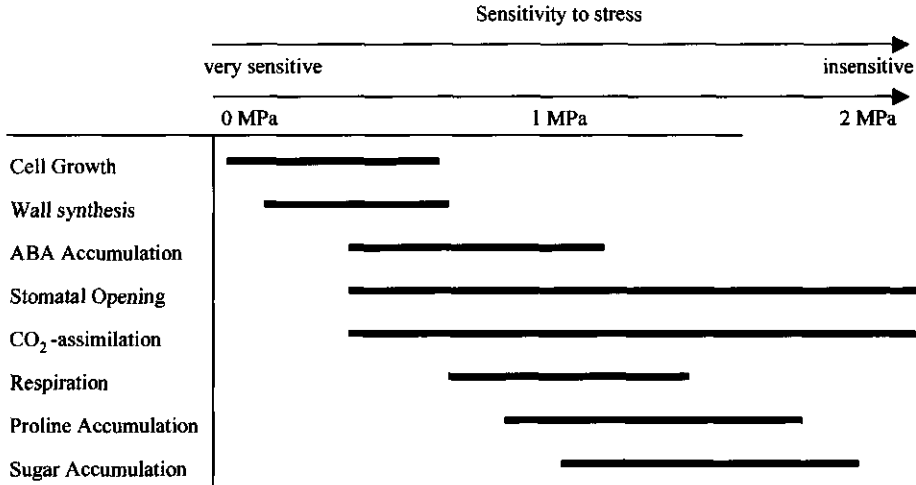 Sensitivity to stress
very sensitive insensitive
0 MPa 1 MPa 2 MPa
Cell Growth
Wall synthesis
ABA Accumulation
Stomatal Opening
CO2-assimilation
Respiration
Proline Accumulation
Sugar Accumulation